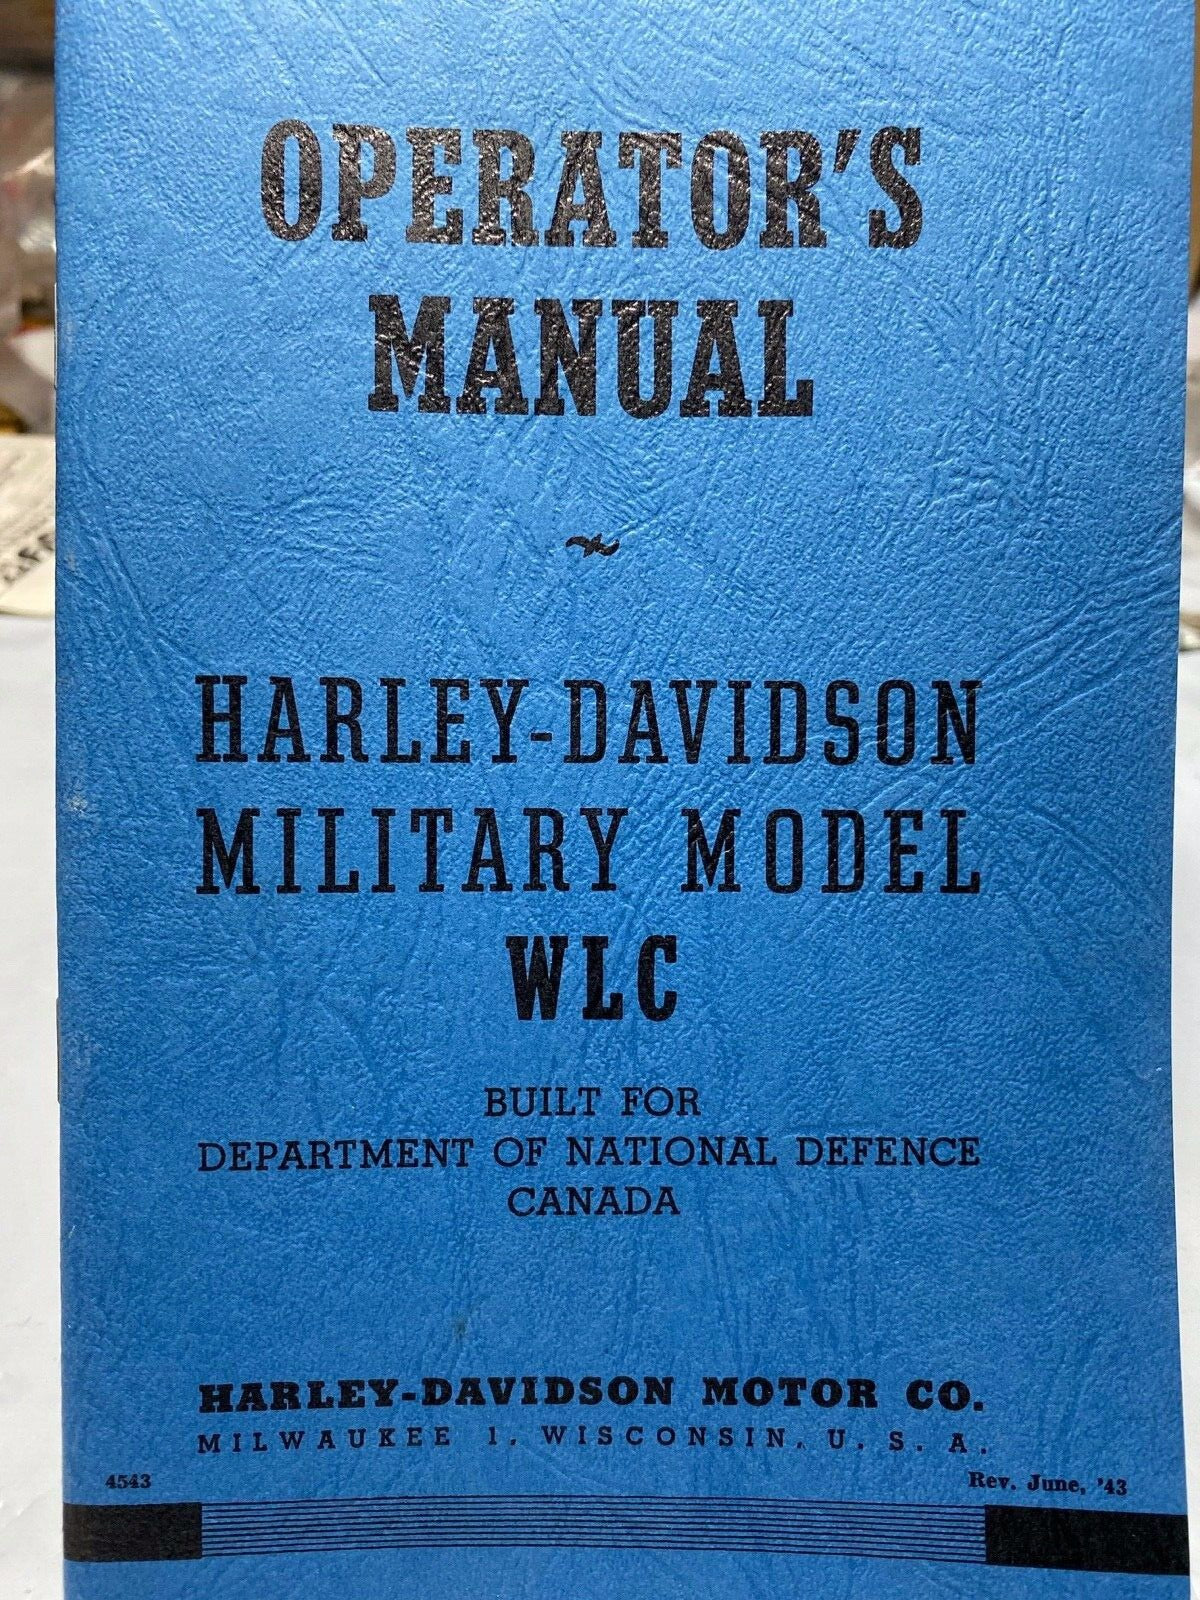 OPERATOR'S
MANUAL
HARLEY-DAVIDSON
MILITARY MODEL
WLC
BUILT FOR
DEPARTMENT OF NATIONAL DEFENCE
CANADA
HARLEY-DAVIDSON MOTOR CO.
MILWAUKEE 1, WISCONSIN, U. S. A.
4543 Rev. June, '43